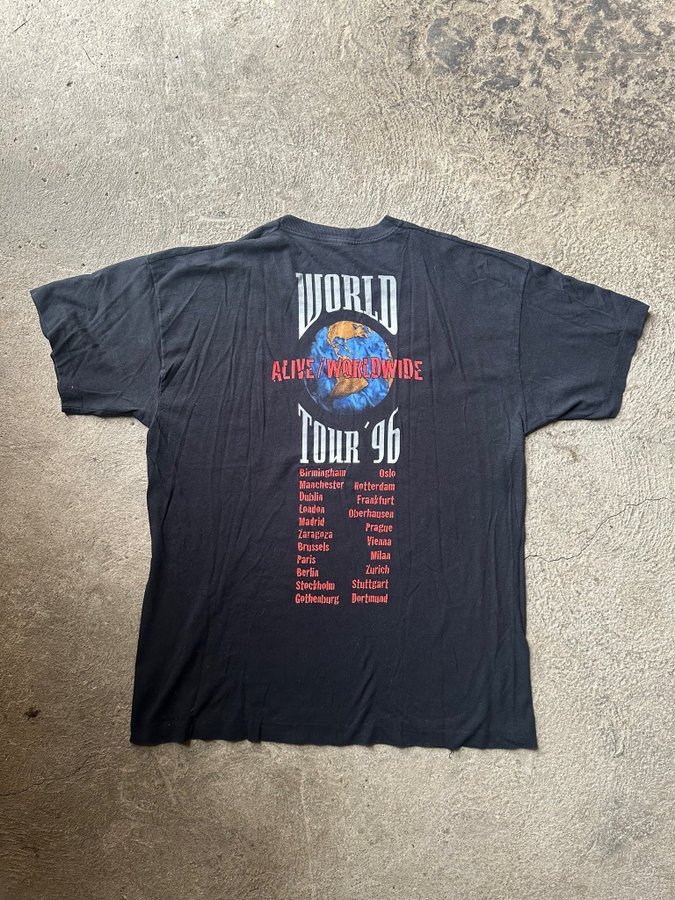 WORLD
ALIVE/WORLDWIDE
TOUR '96
Birmingham Oslo
Manchester Rotterdam
Dublin Frankfurt
London Oberhausen
Madrid Prague
Zaragoza Vienna
Brussels Milan
Paris Zurich
Berlin Stuttgart
Stockholm Dortmund
Gothenburg